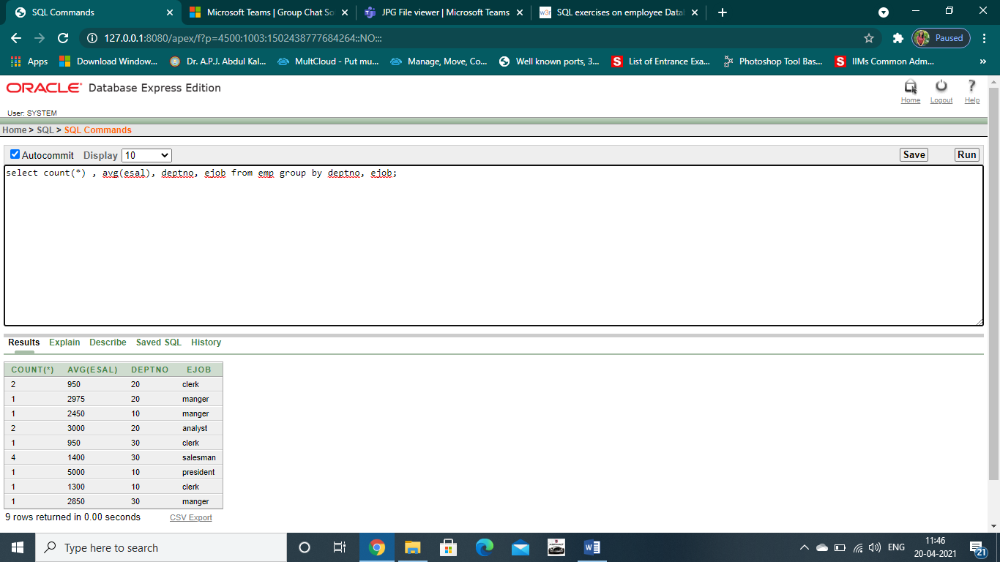 SQL Commands
Microsoft Teams | Group Chat So
JPG File viewer | Microsoft Teams
w3r
SQL exercises on employee Datal
127.0.0.1:8080/apex/f?p=4500:1003:1502438777684264::NO:::
Paused
Apps
Download Window...
Dr. A.P.J. Abdul Kal...
MultCloud - Put mu...
Manage, Move, Co...
Well known ports, 3...
S
List of Entrance Exa...
Photoshop Tool Bas...
S
IIMs Common Adm...
»
ORACLE Database Express Edition
Home
Logout
Help
User: SYSTEM
Home > SQL > SQL Commands
Autocommit Display 10
Save
Run
select count(*) , avg(esal), deptno, ejob from emp group by deptno, ejob;
Results Explain Describe Saved SQL History
COUNT(*) AVG(ESAL) DEPTNO EJOB
2 950 20 clerk
1 2975 20 manger
1 2450 10 manger
2 3000 20 analyst
1 950 30 clerk
4 1400 30 salesman
1 5000 10 president
1 1300 10 clerk
1 2850 30 manger
9 rows returned in 0.00 seconds
CSV Export
Type here to search
ENG
11:46
20-04-2021
21